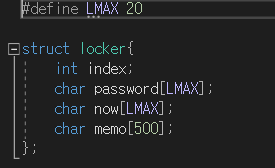 #define LMAX 20
struct locker{
int index;
char password[LMAX];
char now[LMAX];
char memo[500];
};